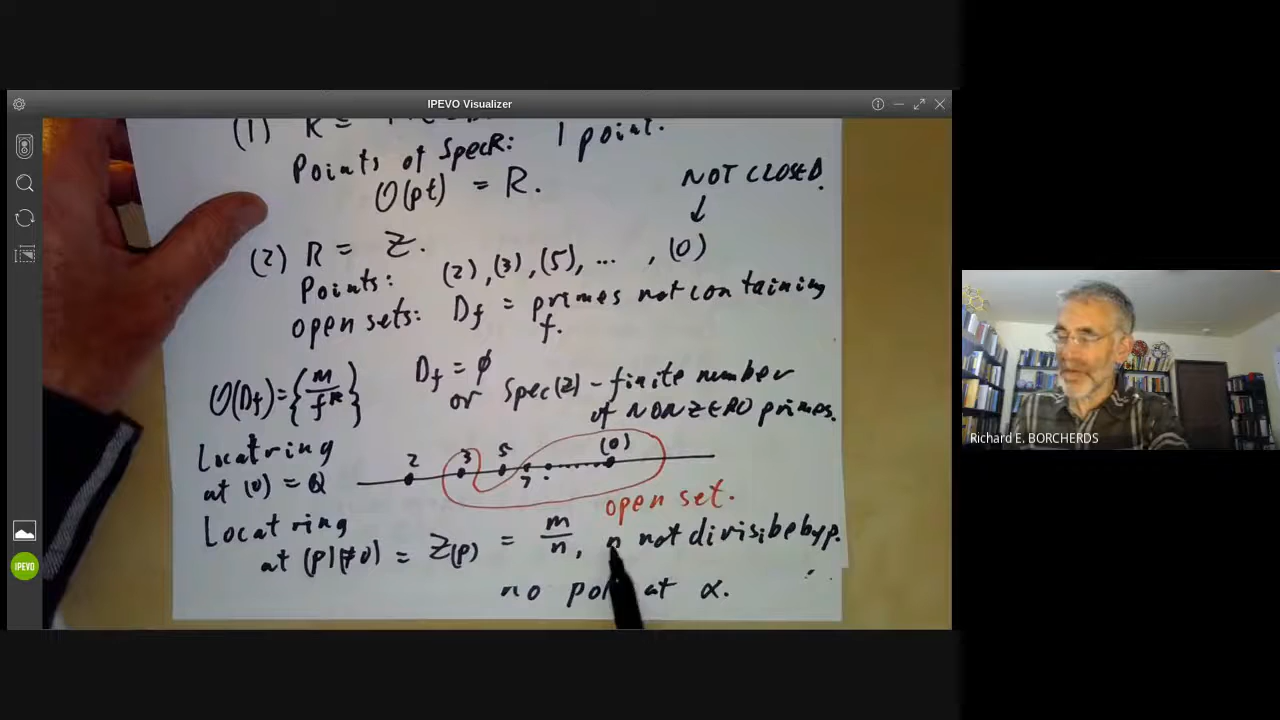 IPEVO Visualizer
(1) R =
Points of SpecR: 1 point.
O(pt) = R.
NOT CLOSED.
↓
(2) R = Z.
Points: (2), (3), (5), ... , (0)
open sets: Df = primes not containing
f.
O(Df) = {m/f^n}
Df = φ
or Spec(Z) - finite number
of NONZERO primes.
Local ring
at (0) = Q
2 3 5 7 (0)
open set.
Local ring
at (p)(≠0) = Z(p) = m/n, n not divisible by p.
no pole at α.
Richard E. BORCHERDS
IPEVO